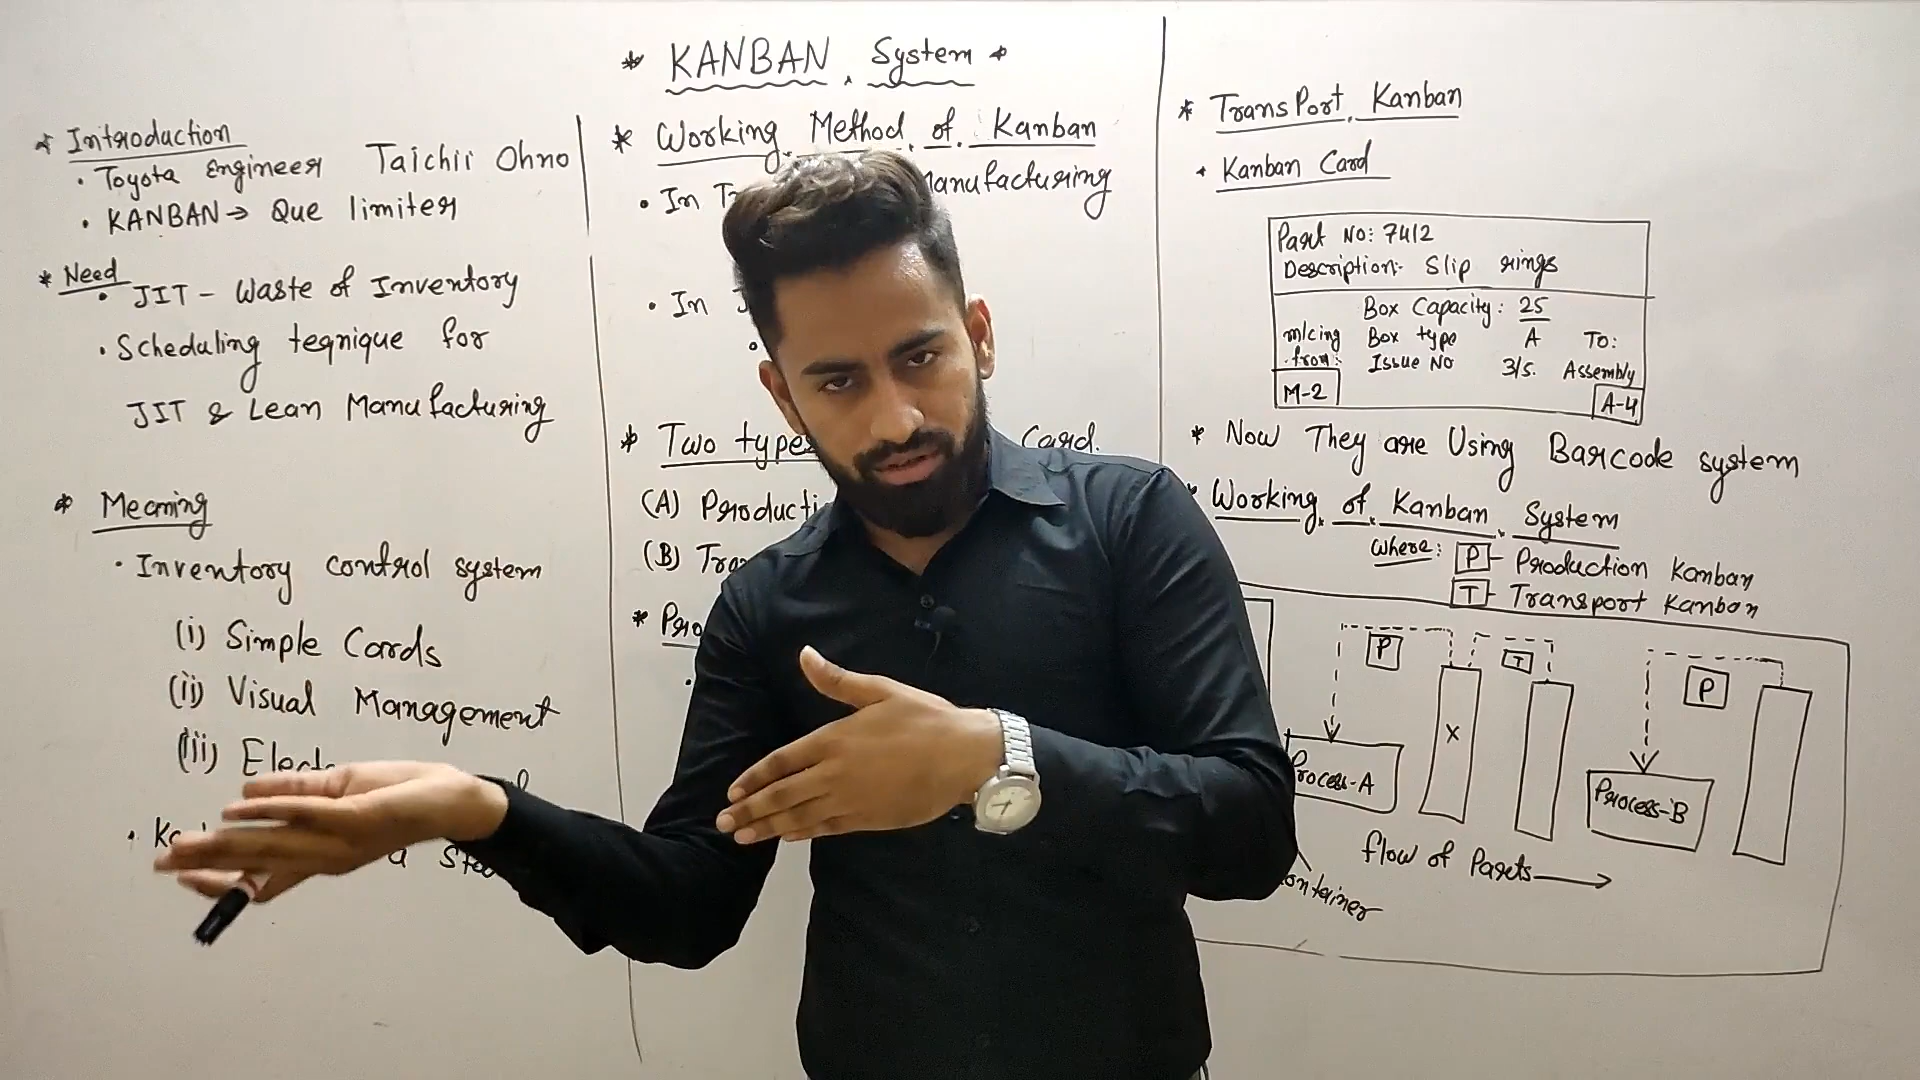 * KANBAN System *
* Introduction
• Toyota Engineer Taichii Ohno
• KANBAN → Que limiter
* Need
• JIT - Waste of Inventory
• Scheduling teqnique for
JIT & Lean Manufacturing
* Meaning
• Inventory control system
(i) Simple Cards
(ii) Visual Management
(iii)
a
* Working Method of Kanban
• In Manufacturing
• In
* Two types Card.
(A)
(B)
*
* Transport Kanban
• Kanban Card
Part No: 7412
Description:- Slip rings
Box Capacity: 25
m/cing Box type A To:
from: Issue No 3/5. Assembly
M-2 A-4
* Now They are Using Barcode system
* Working of Kanban System
Where: P - Production Kanban
T - Transport Kanban
P T P
X
Process-A Process-B
flow of Parts →